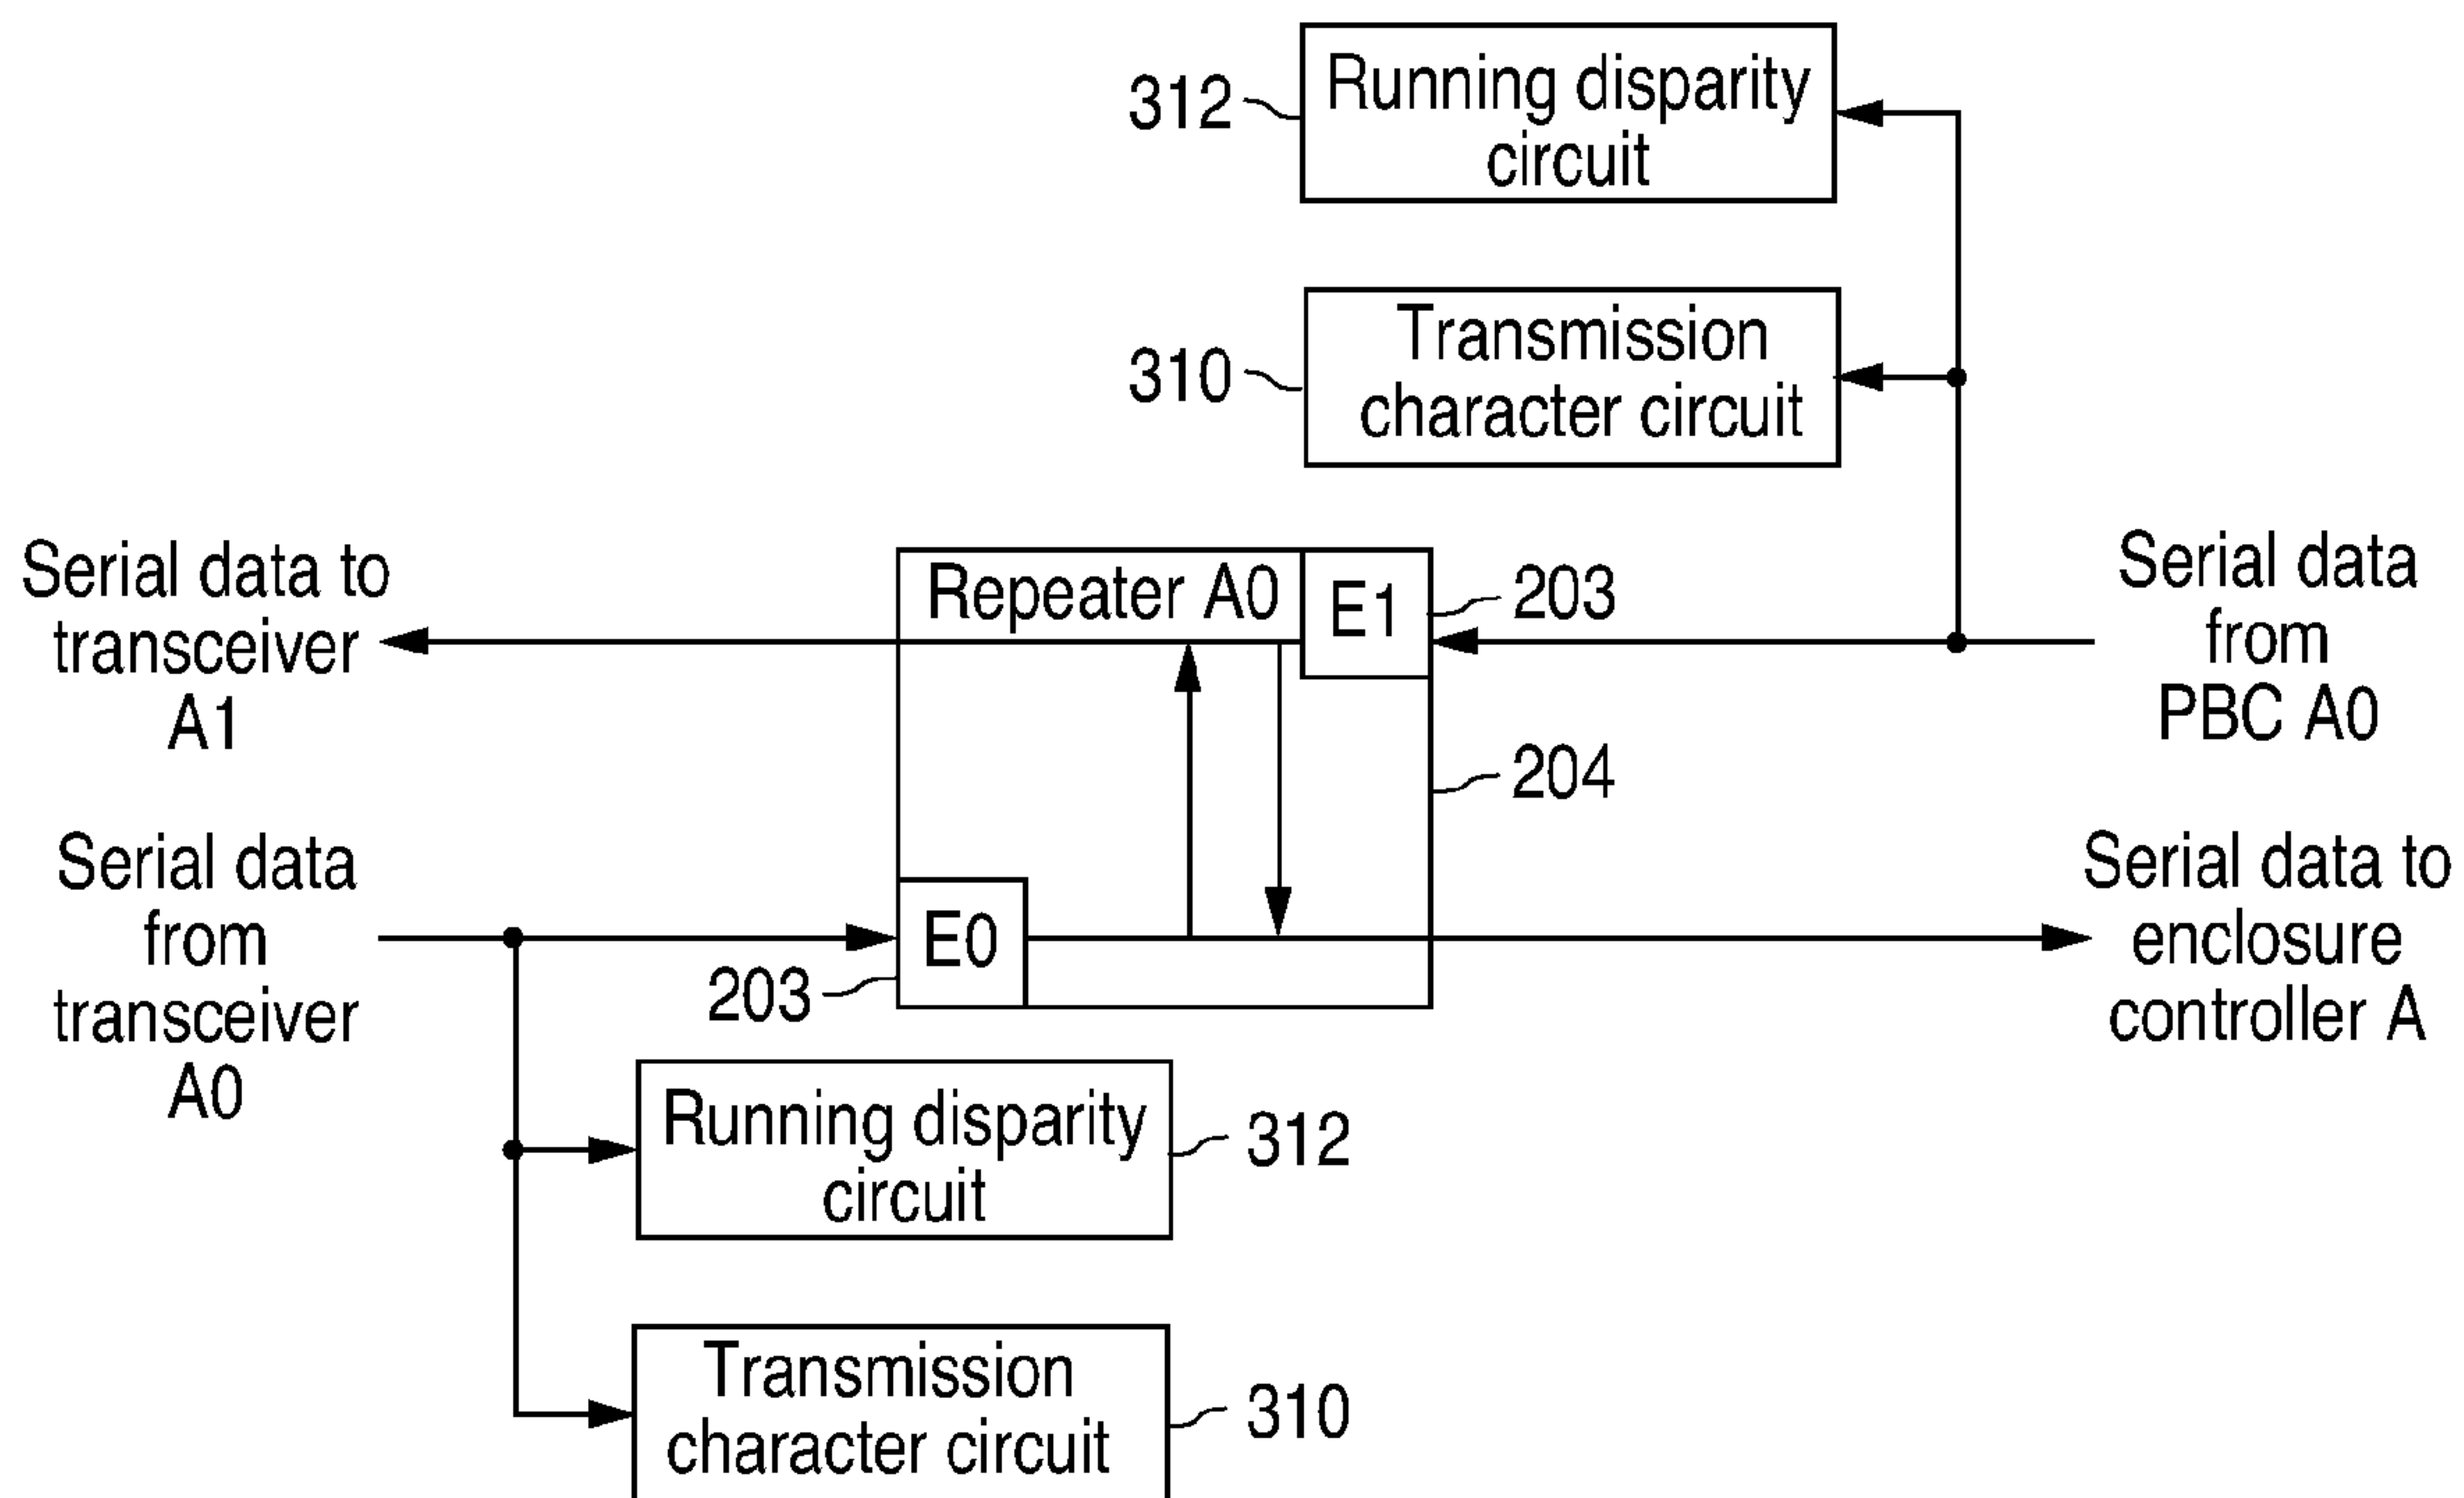 312
Running disparity
circuit
310
Transmission
character circuit
Serial data to
transceiver
A1
Repeater A0
E1
203
Serial data
from
PBC A0
204
Serial data
from
transceiver
A0
E0
203
Serial data to
enclosure
controller A
Running disparity
circuit
312
Transmission
character circuit
310